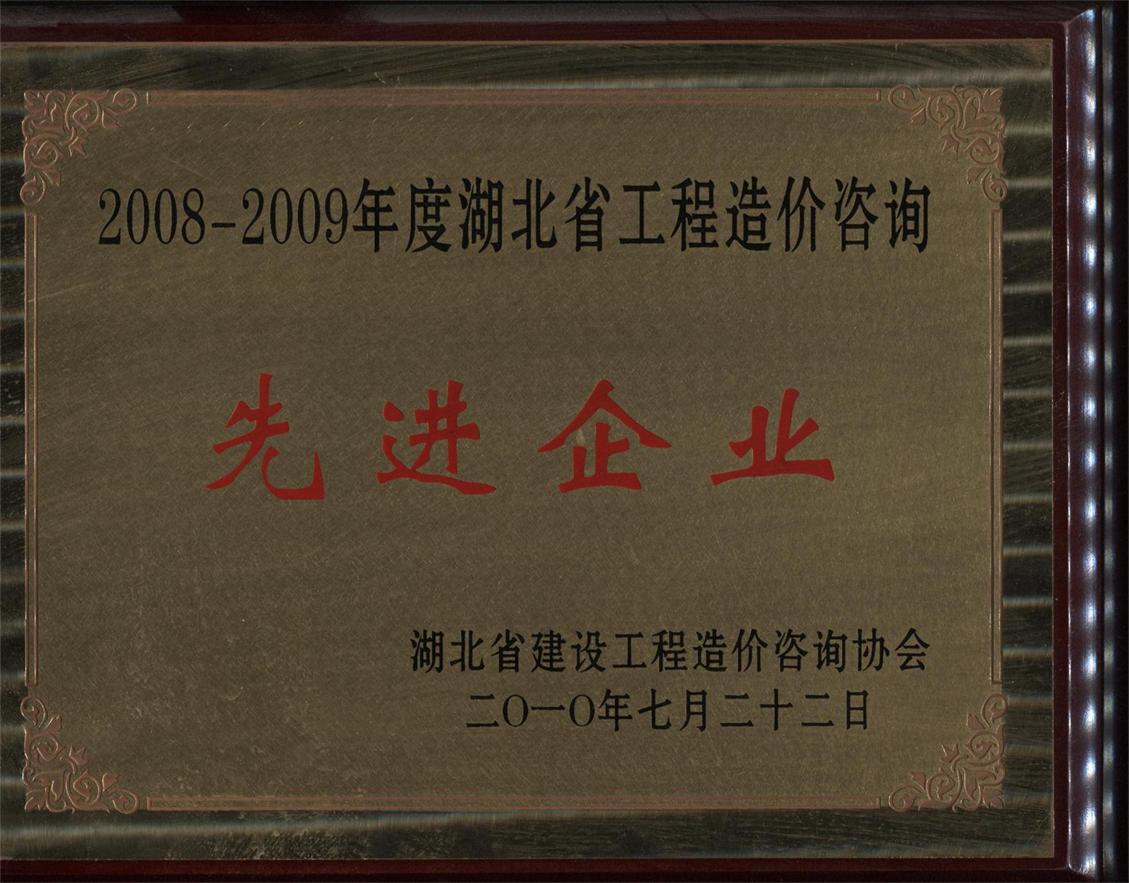 2008-2009年度湖北省工程造价咨询
先进企业
湖北省建设工程造价咨询协会
二〇一〇年七月二十二日